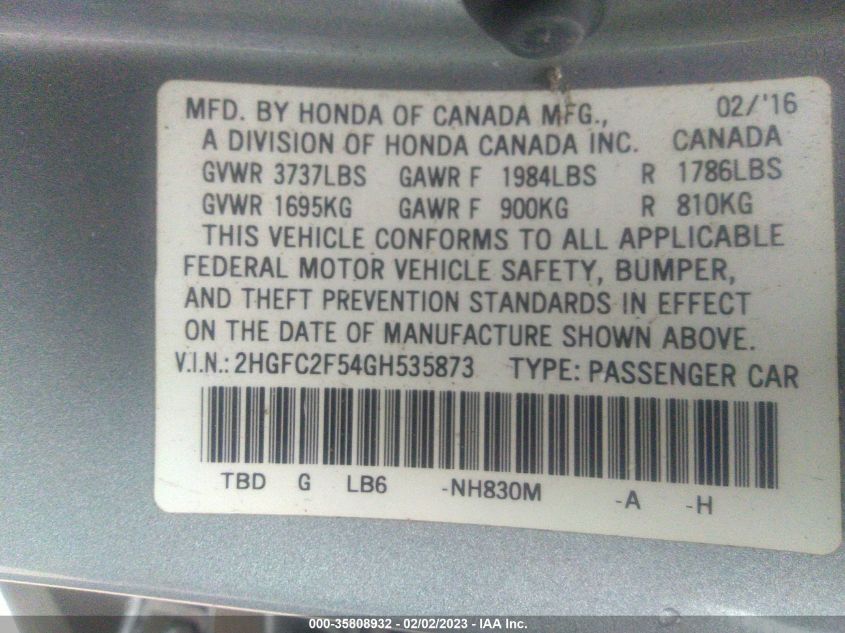 MFD. BY HONDA OF CANADA MFG., 02/'16
A DIVISION OF HONDA CANADA INC. CANADA
GVWR 3737LBS GAWR F 1984LBS R 1786LBS
GVWR 1695KG GAWR F 900KG R 810KG
THIS VEHICLE CONFORMS TO ALL APPLICABLE
FEDERAL MOTOR VEHICLE SAFETY, BUMPER,
AND THEFT PREVENTION STANDARDS IN EFFECT
ON THE DATE OF MANUFACTURE SHOWN ABOVE.
V.I.N.: 2HGFC2F54GH535873 TYPE: PASSENGER CAR
TBD G LB6 -NH830M -A -H
000-35808932 - 02/02/2023 - IAA Inc.